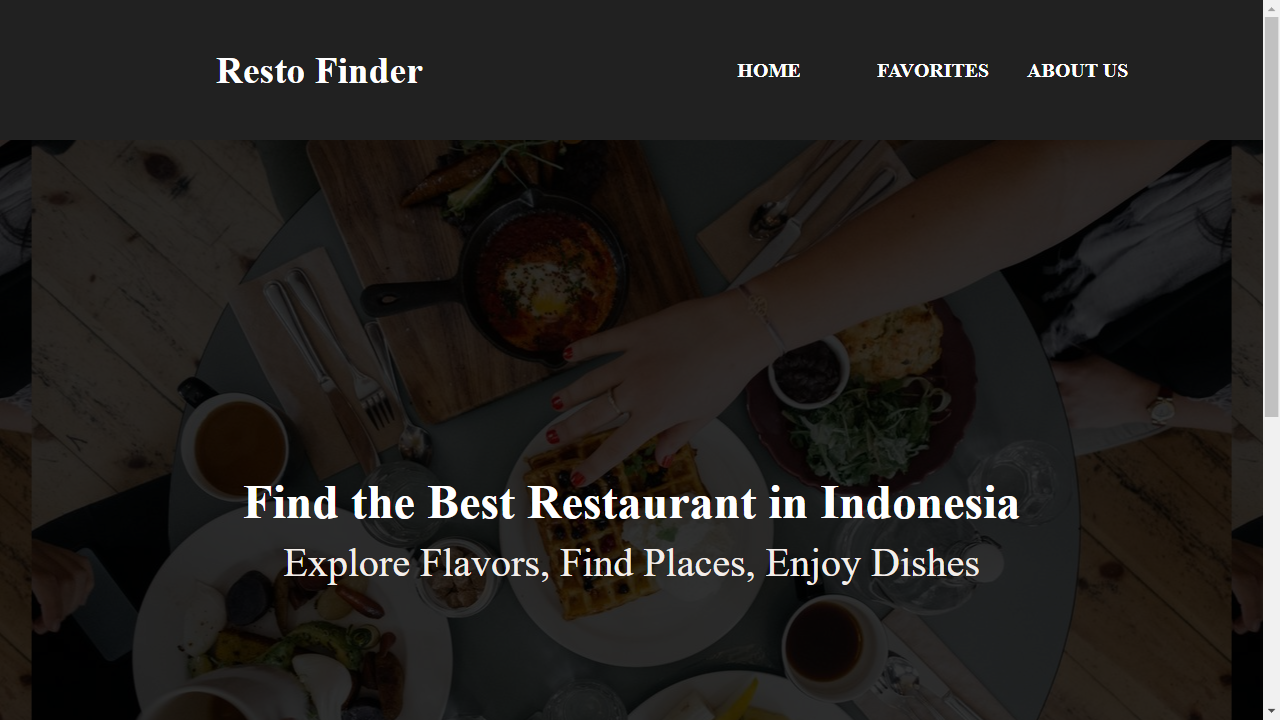 Resto Finder
HOME FAVORITES ABOUT US
Find the Best Restaurant in Indonesia
Explore Flavors, Find Places, Enjoy Dishes